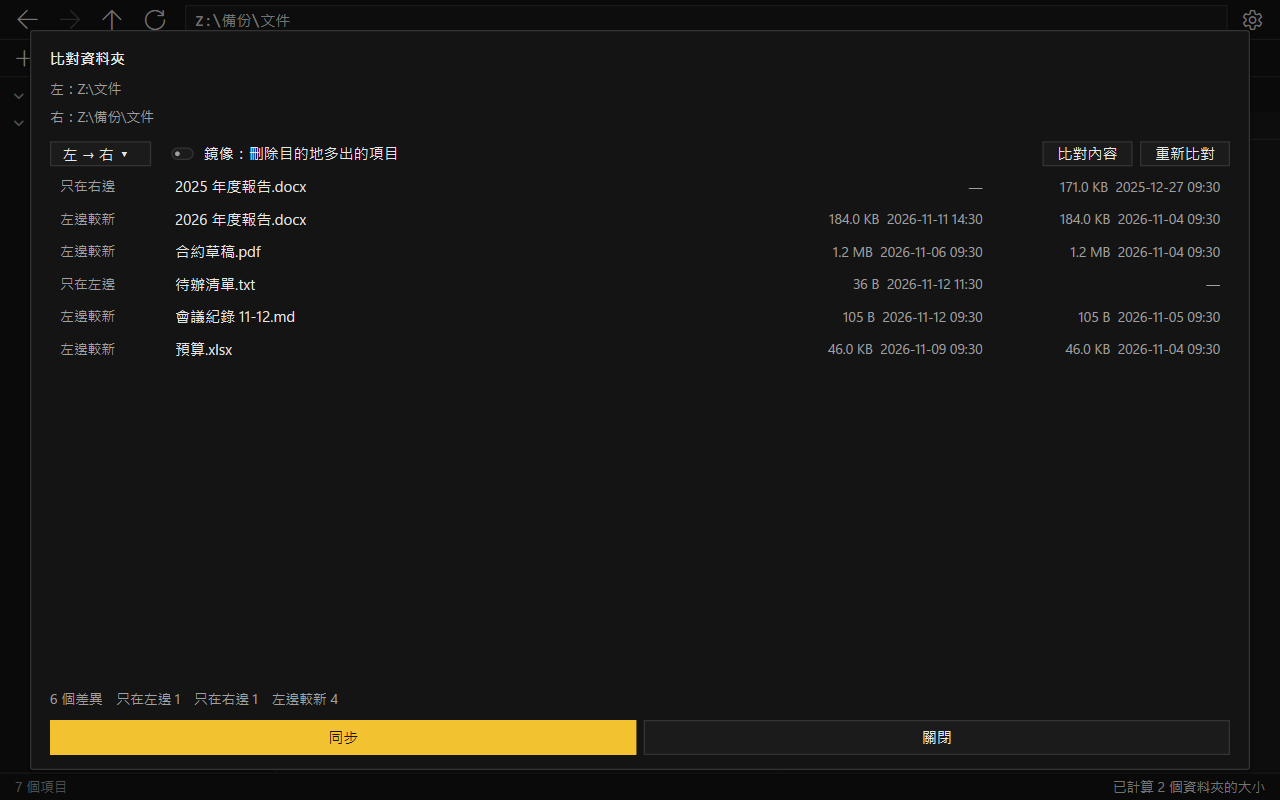 Z:\備份\文件
比對資料夾
左：Z:\文件
右：Z:\備份\文件
左 → 右 ▾ 鏡像：刪除目的地多出的項目 比對內容 重新比對
只在右邊 2025 年度報告.docx — 171.0 KB 2025-12-27 09:30
左邊較新 2026 年度報告.docx 184.0 KB 2026-11-11 14:30 184.0 KB 2026-11-04 09:30
左邊較新 合約草稿.pdf 1.2 MB 2026-11-06 09:30 1.2 MB 2026-11-04 09:30
只在左邊 待辦清單.txt 36 B 2026-11-12 11:30 —
左邊較新 會議紀錄 11-12.md 105 B 2026-11-12 09:30 105 B 2026-11-05 09:30
左邊較新 預算.xlsx 46.0 KB 2026-11-09 09:30 46.0 KB 2026-11-04 09:30
6 個差異 只在左邊 1 只在右邊 1 左邊較新 4
同步 關閉
7 個項目 已計算 2 個資料夾的大小